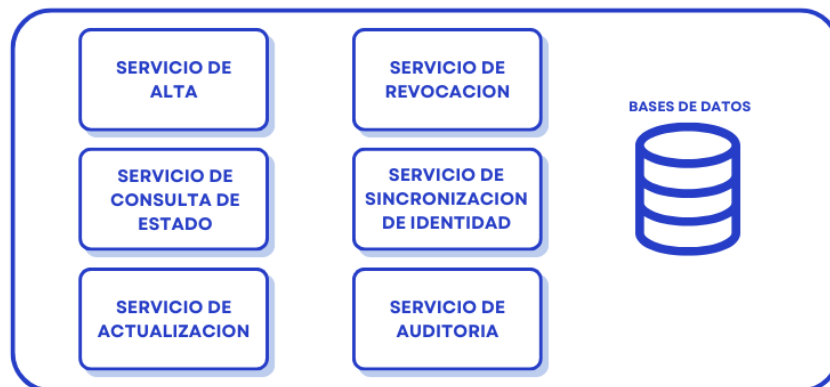 SERVICIO DE
ALTA
SERVICIO DE
REVOCACION
BASES DE DATOS
SERVICIO DE
CONSULTA DE
ESTADO
SERVICIO DE
SINCRONIZACION
DE IDENTIDAD
SERVICIO DE
ACTUALIZACION
SERVICIO DE
AUDITORIA